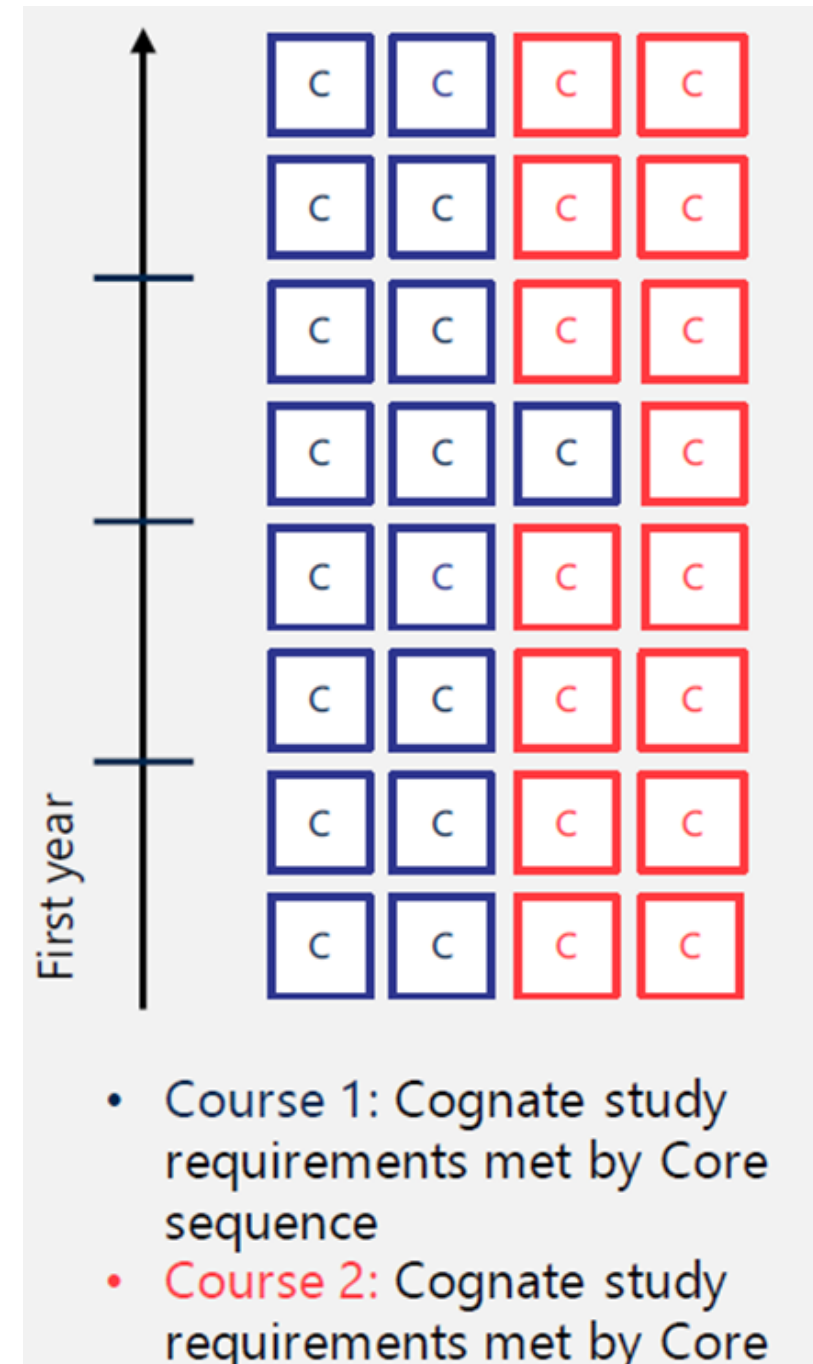 C C C C
C C C C
C C C C
C C C C
C C C C
C C C C
C C C C
C C C C
First year
• Course 1: Cognate study
requirements met by Core
sequence
• Course 2: Cognate study
requirements met by Core